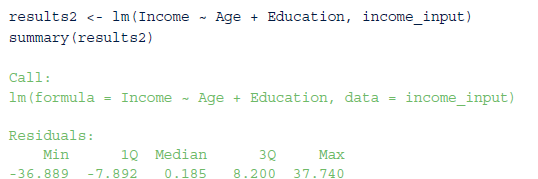 results2 <- lm(Income ~ Age + Education, income_input)
summary(results2)
Call:
lm(formula = Income ~ Age + Education, data = income_input)
Residuals:
Min 1Q Median 3Q Max
-36.889 -7.892 0.185 8.200 37.740